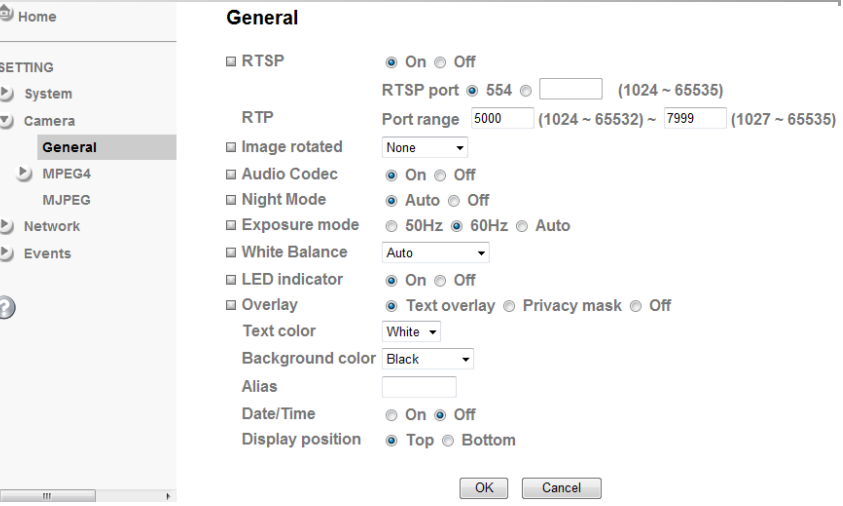 Home
SETTING
System
Camera
General
MPEG4
MJPEG
Network
Events
?
General
RTSP On Off
RTSP port 554 (1024 ~ 65535)
RTP Port range 5000 (1024 ~ 65532) ~ 7999 (1027 ~ 65535)
Image rotated None
Audio Codec On Off
Night Mode Auto Off
Exposure mode 50Hz 60Hz Auto
White Balance Auto
LED indicator On Off
Overlay Text overlay Privacy mask Off
Text color White
Background color Black
Alias
Date/Time On Off
Display position Top Bottom
OK Cancel